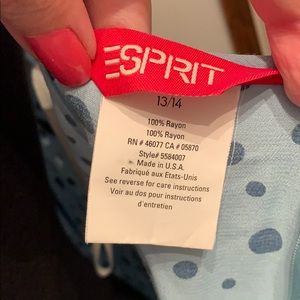 ESPRIT
13/14
100% Rayon
100% Rayon
RN # 46077 CA # 05870
Style# 5584007
Made in U.S.A.
Fabriqué aux Etats-Unis
See reverse for care instructions
Voir au dos pour instructions
d'entretien